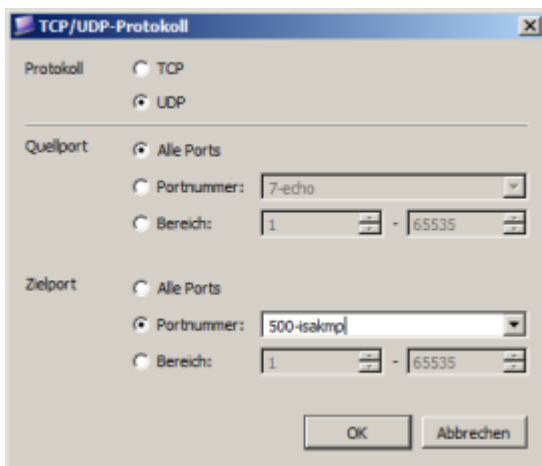 TCP/UDP-Protokoll
Protokoll TCP
UDP
Quellport Alle Ports
Portnummer: 7-echo
Bereich: 1 - 65535
Zielport Alle Ports
Portnummer: 500-isakmp
Bereich: 1 - 65535
OK Abbrechen